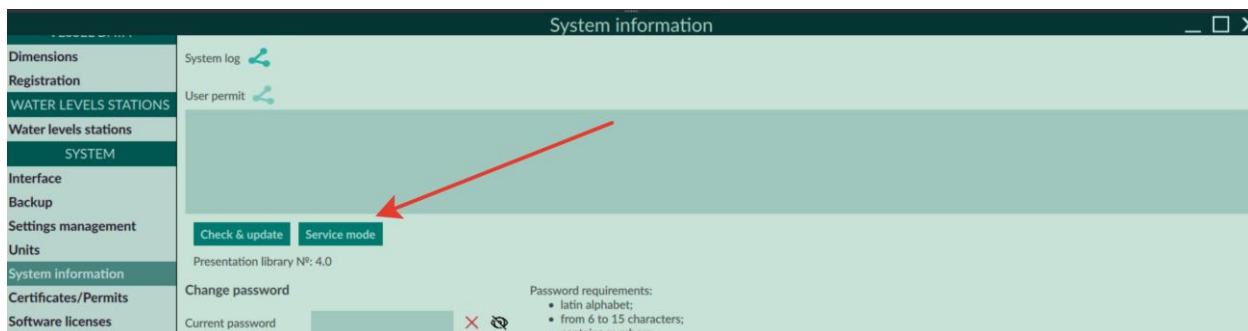 System information
Dimensions
Registration
WATER LEVELS STATIONS
Water levels stations
SYSTEM
Interface
Backup
Settings management
Units
System information
Certificates/Permits
Software licenses
System log
User permit
Check & update
Service mode
Presentation library №: 4.0
Change password
Current password
Password requirements:
• latin alphabet;
• from 6 to 15 characters;